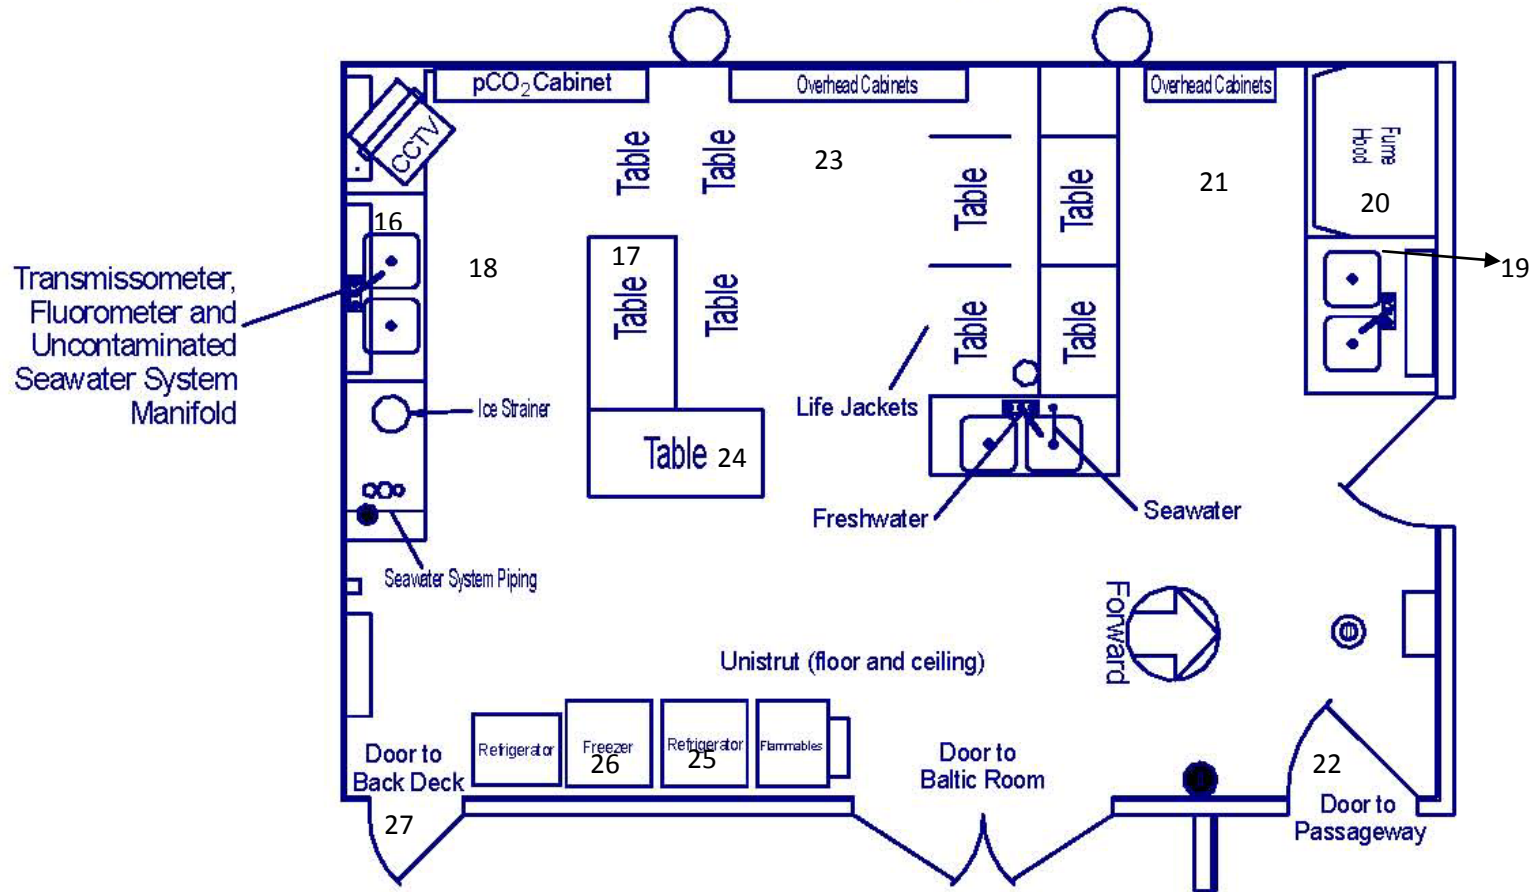 pCO2 Cabinet
Overhead Cabinets
Overhead Cabinets
CCTV
Table
Table
23
Table
Table
21
Fume
Hood
20
16
18
17
Table
Table
Table
Table
19
Transmissometer,
Fluorometer and
Uncontaminated
Seawater System
Manifold
Ice Strainer
Life Jackets
Table 24
Freshwater
Seawater
Seawater System Piping
Forward
Unistrut (floor and ceiling)
Refrigerator
Freezer
26
Refrigerator
25
Flammables
Door to
Back Deck
27
Door to
Baltic Room
22
Door to
Passageway